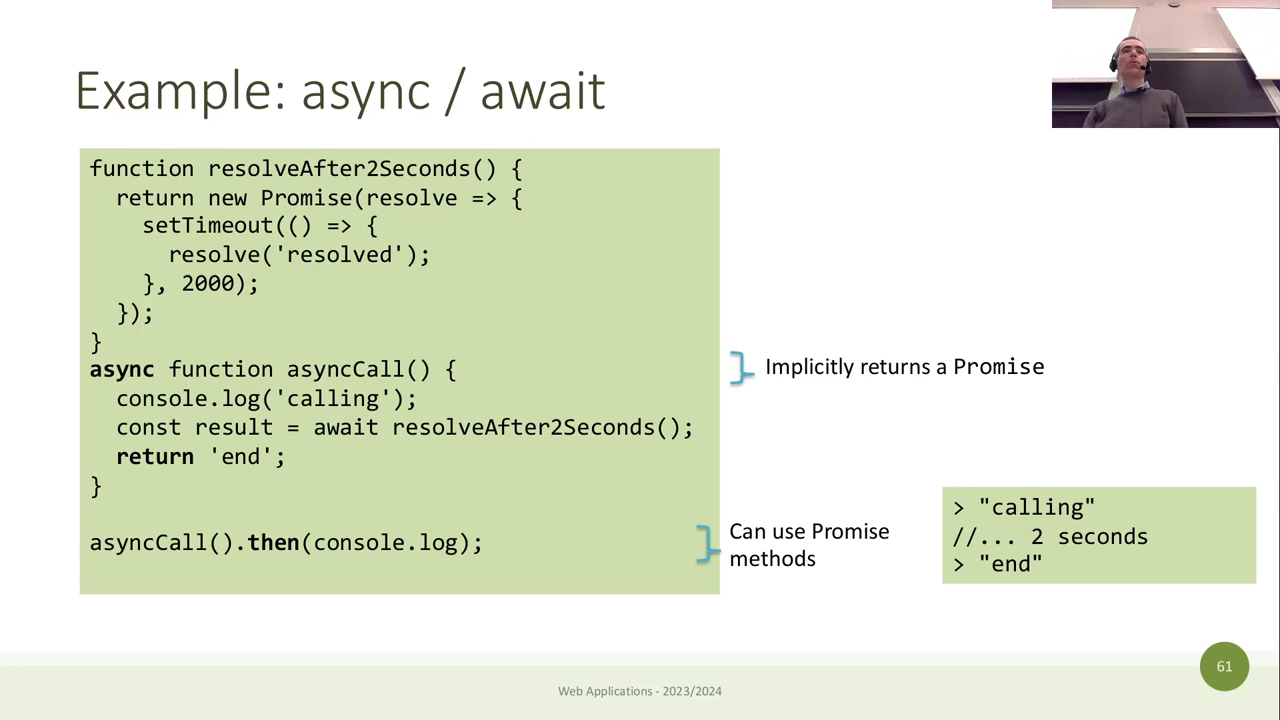 Example: async / await
function resolveAfter2Seconds() {
  return new Promise(resolve => {
    setTimeout(() => {
      resolve('resolved');
    }, 2000);
  });
}
async function asyncCall() {
  console.log('calling');
  const result = await resolveAfter2Seconds();
  return 'end';
}
asyncCall().then(console.log);
Implicitly returns a Promise
Can use Promise
methods
> "calling"
//... 2 seconds
> "end"
Web Applications - 2023/2024
61